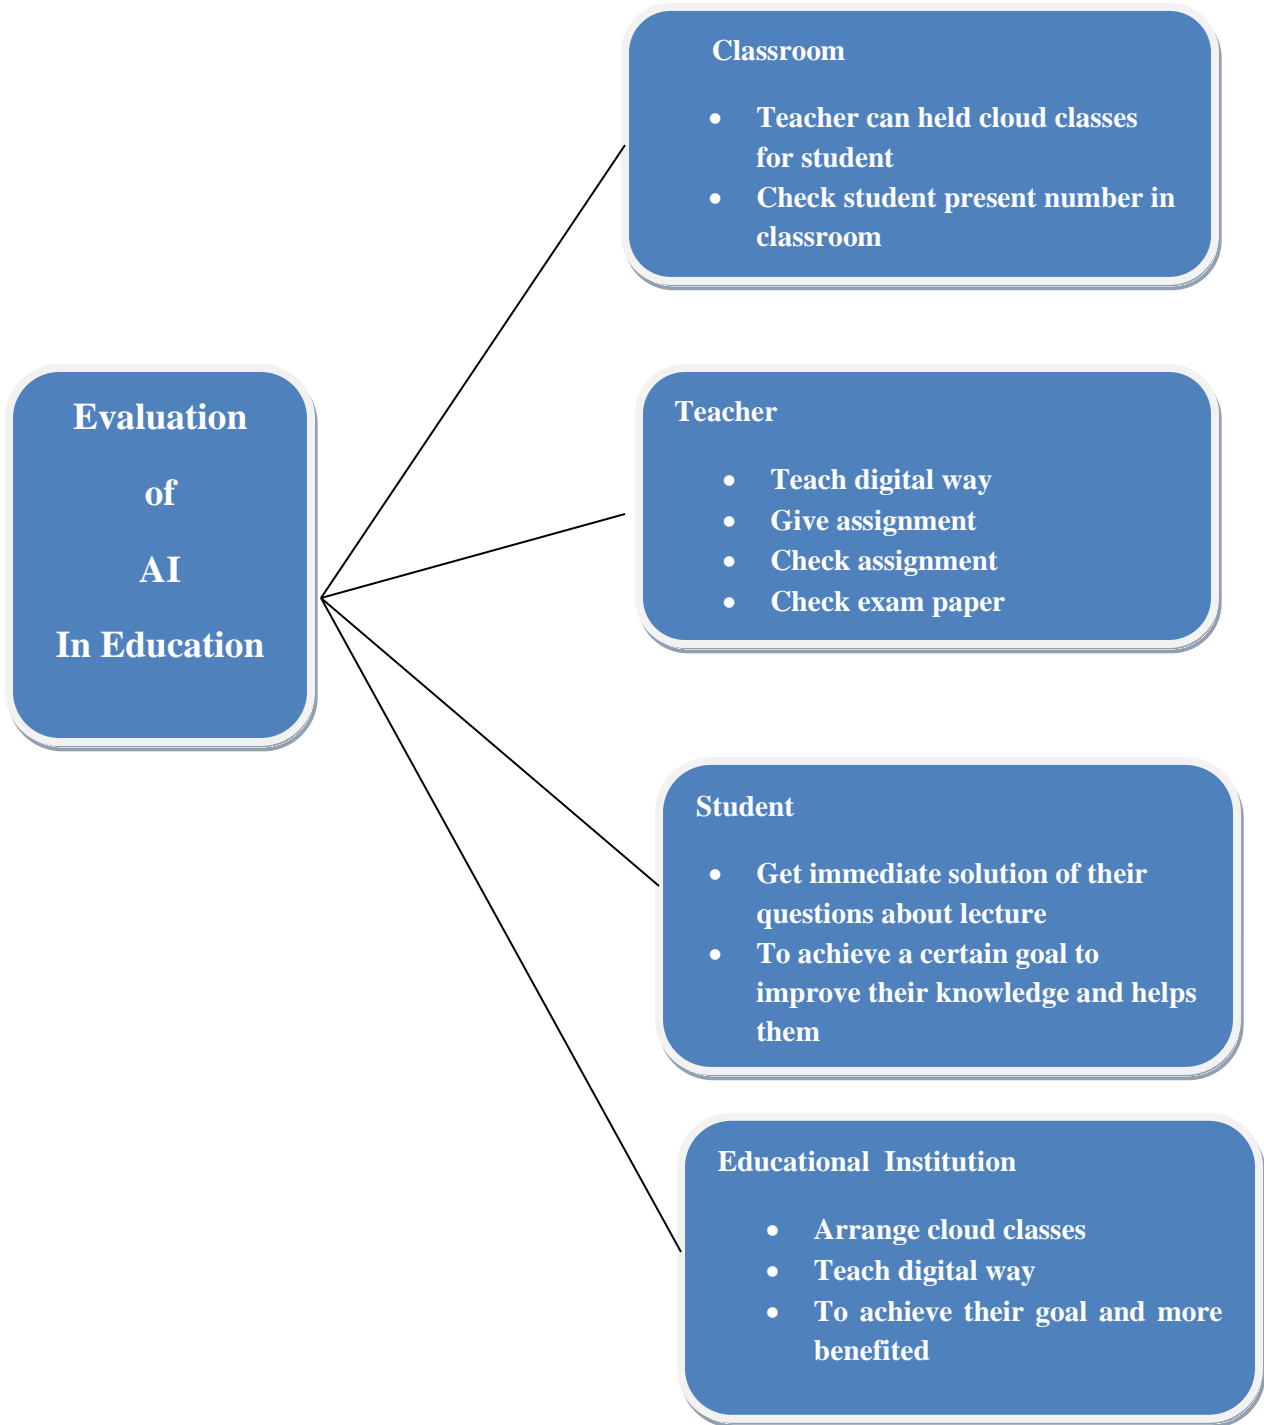 Evaluation
of
AI
In Education
Classroom
• Teacher can held cloud classes
for student
• Check student present number in
classroom
Teacher
• Teach digital way
• Give assignment
• Check assignment
• Check exam paper
Student
• Get immediate solution of their
questions about lecture
• To achieve a certain goal to
improve their knowledge and helps
them
Educational Institution
• Arrange cloud classes
• Teach digital way
• To achieve their goal and more
benefited